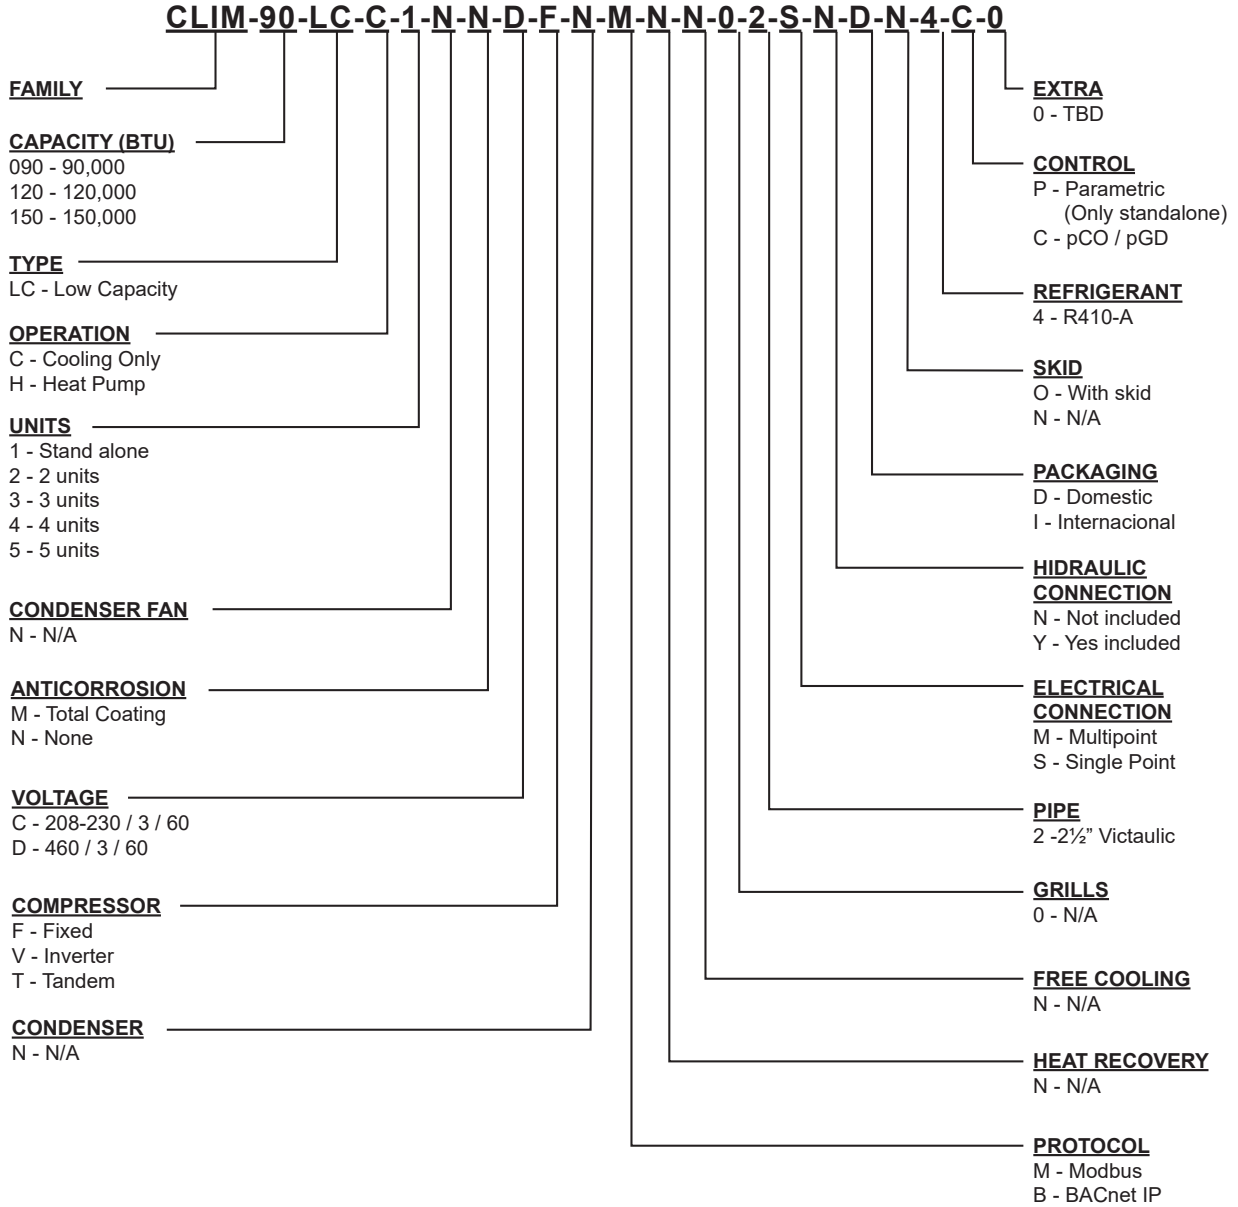 CLIM-90-LC-C-1-N-N-D-F-N-M-N-N-0-2-S-N-D-N-4-C-0
FAMILY
CAPACITY (BTU)
090 - 90,000
120 - 120,000
150 - 150,000
TYPE
LC - Low Capacity
OPERATION
C - Cooling Only
H - Heat Pump
UNITS
1 - Stand alone
2 - 2 units
3 - 3 units
4 - 4 units
5 - 5 units
CONDENSER FAN
N - N/A
ANTICORROSION
M - Total Coating
N - None
VOLTAGE
C - 208-230 / 3 / 60
D - 460 / 3 / 60
COMPRESSOR
F - Fixed
V - Inverter
T - Tandem
CONDENSER
N - N/A
EXTRA
0 - TBD
CONTROL
P - Parametric
(Only standalone)
C - pCO / pGD
REFRIGERANT
4 - R410-A
SKID
O - With skid
N - N/A
PACKAGING
D - Domestic
I - Internacional
HIDRAULIC
CONNECTION
N - Not included
Y - Yes included
ELECTRICAL
CONNECTION
M - Multipoint
S - Single Point
PIPE
2 -2½” Victaulic
GRILLS
0 - N/A
FREE COOLING
N - N/A
HEAT RECOVERY
N - N/A
PROTOCOL
M - Modbus
B - BACnet IP